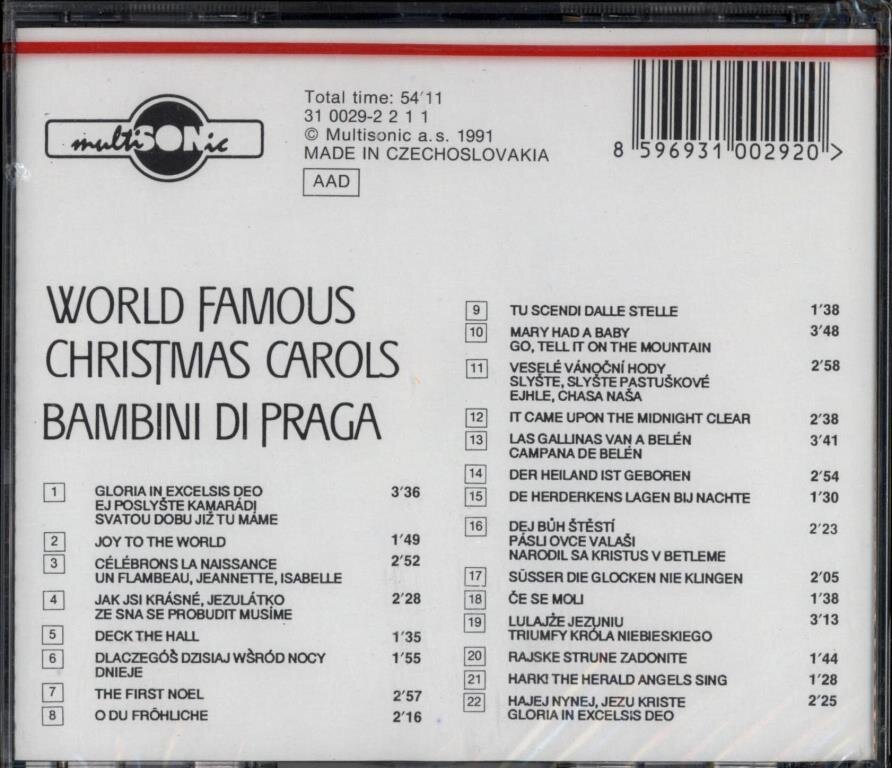 multiSONic
Total time: 54'11
31 0029-2 2 1 1
© Multisonic a.s. 1991
MADE IN CZECHOSLOVAKIA
AAD
8 596931 002920 >
WORLD FAMOUS
CHRISTMAS CAROLS
BAMBINI DI PRAGA
1 GLORIA IN EXCELSIS DEO 3'36
EJ POSLYŠTE KAMARÁDI
SVATOU DOBU JIŽ TU MÁME
2 JOY TO THE WORLD 1'49
3 CÉLÉBRONS LA NAISSANCE 2'52
UN FLAMBEAU, JEANNETTE, ISABELLE
4 JAK JSI KRÁSNÉ, JEZULÁTKO 2'28
ZE SNA SE PROBUDIT MUSÍME
5 DECK THE HALL 1'35
6 DLACZEGÓŠ DZISIAJ WŠRÓD NOCY 1'55
DNIEJE
7 THE FIRST NOEL 2'57
8 O DU FRÖHLICHE 2'16
9 TU SCENDI DALLE STELLE 1'38
10 MARY HAD A BABY 3'48
GO, TELL IT ON THE MOUNTAIN
11 VESELÉ VÁNOČNÍ HODY 2'58
SLYŠTE, SLYŠTE PASTUŠKOVÉ
EJHLE, CHASA NAŠA
12 IT CAME UPON THE MIDNIGHT CLEAR 2'38
13 LAS GALLINAS VAN A BELÉN 3'41
CAMPANA DE BELÉN
14 DER HEILAND IST GEBOREN 2'54
15 DE HERDERKENS LAGEN BIJ NACHTE 1'30
16 DEJ BŮH ŠTĚSTÍ 2'23
PÁSLI OVCE VALAŠI
NARODIL SA KRISTUS V BETLEME
17 SÜSSER DIE GLOCKEN NIE KLINGEN 2'05
18 ČE SE MOLI 1'38
19 LULAJŽE JEZUNIU 3'13
TRIUMFY KRÓLA NIEBIESKIEGO
20 RAJSKE STRUNE ZADONITE 1'44
21 HARK! THE HERALD ANGELS SING 1'28
22 HAJEJ NYNEJ, JEZU KRISTE 2'25
GLORIA IN EXCELSIS DEO